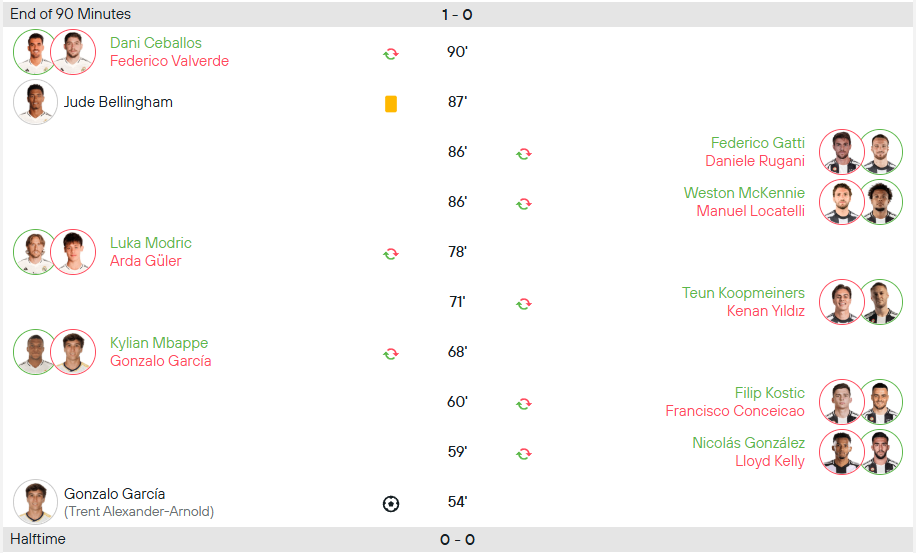 End of 90 Minutes 1 - 0
Dani Ceballos
Federico Valverde
90'
Jude Bellingham 87'
86' Federico Gatti
Daniele Rugani
86' Weston McKennie
Manuel Locatelli
Luka Modric
Arda Güler
78'
71' Teun Koopmeiners
Kenan Yıldız
Kylian Mbappe
Gonzalo García
68'
60' Filip Kostic
Francisco Conceicao
59' Nicolás González
Lloyd Kelly
Gonzalo García
(Trent Alexander-Arnold)
54'
Halftime 0 - 0